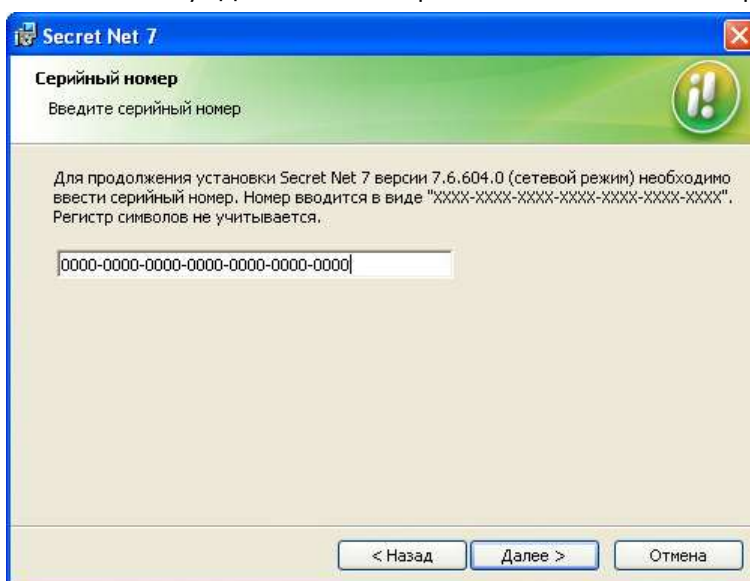 Secret Net 7
Серийный номер
Введите серийный номер
Для продолжения установки Secret Net 7 версии 7.6.604.0 (сетевой режим) необходимо
ввести серийный номер. Номер вводится в виде "XXXX-XXXX-XXXX-XXXX-XXXX-XXXX-XXXX".
Регистр символов не учитывается.
0000-0000-0000-0000-0000-0000-0000
< Назад
Далее >
Отмена